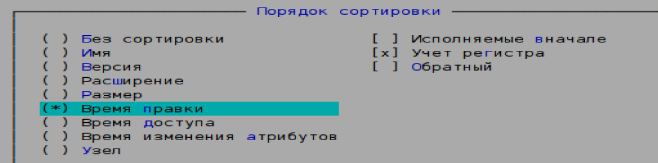 Порядок сортировки
( ) Без сортировки
( ) Имя
( ) Версия
( ) Расширение
( ) Размер
(*) Время правки
( ) Время доступа
( ) Время изменения атрибутов
( ) Узел
[ ] Исполняемые вначале
[x] Учет регистра
[ ] Обратный